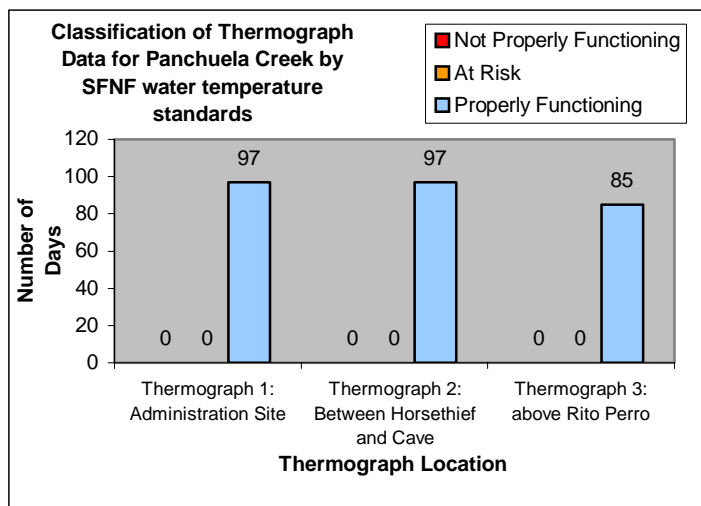 Classification of Thermograph
Data for Panchuela Creek by
SFNF water temperature
standards
Not Properly Functioning
At Risk
Properly Functioning
Number of
Days
120
100
80
60
40
20
0
0 0 97
0 0 97
0 0 85
Thermograph 1:
Administration Site
Thermograph 2:
Between Horsethief
and Cave
Thermograph 3:
above Rito Perro
Thermograph Location